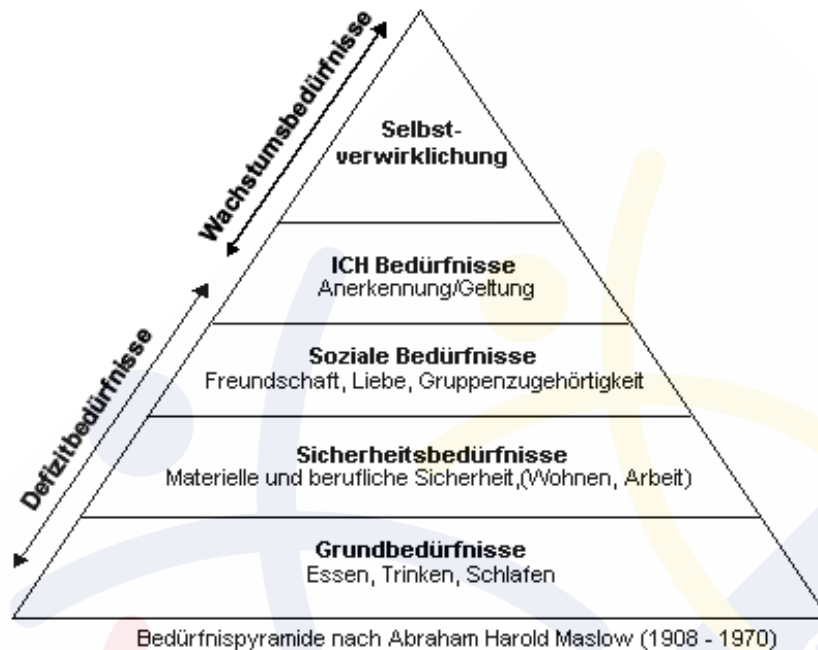 Wachstumsbedürfnisse
Defizitbedürfnisse
Selbst-
verwirklichung
ICH Bedürfnisse
Anerkennung/Geltung
Soziale Bedürfnisse
Freundschaft, Liebe, Gruppenzugehörtigkeit
Sicherheitsbedürfnisse
Materielle und berufliche Sicherheit,(Wohnen, Arbeit)
Grundbedürfnisse
Essen, Trinken, Schlafen
Bedürfnispyramide nach Abraham Harold Maslow (1908 - 1970)